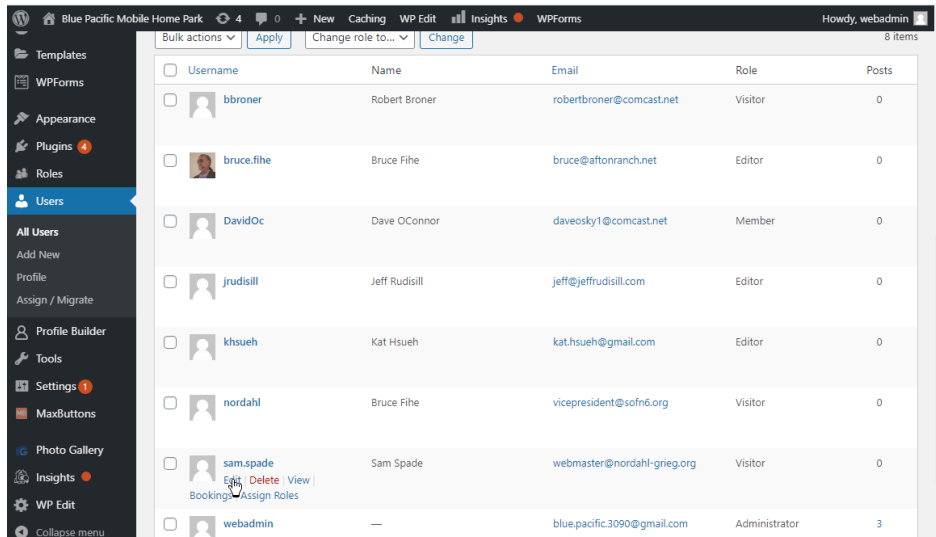 Blue Pacific Mobile Home Park 4 0 + New Caching WP Edit Insights WPForms Howdy, webadmin
Bulk actions Apply Change role to... Change 8 items
Templates
WPForms
Appearance
Plugins 4
Roles
Users
All Users
Add New
Profile
Assign / Migrate
Profile Builder
Tools
Settings 1
MaxButtons
Photo Gallery
Insights
WP Edit
Collapse menu
Username Name Email Role Posts
bbroner Robert Broner robertbroner@comcast.net Visitor 0
bruce.fihe Bruce Fihe bruce@aftonranch.net Editor 0
DavidOc Dave OConnor daveosky1@comcast.net Member 0
jrudisill Jeff Rudisill jeff@jeffrudisill.com Editor 0
khsueh Kat Hsueh kat.hsueh@gmail.com Editor 0
nordahl Bruce Fihe vicepresident@sofn6.org Visitor 0
sam.spade Sam Spade webmaster@nordahl-grieg.org Visitor 0
Edit | Delete | View |
Bookings Assign Roles
webadmin — blue.pacific.3090@gmail.com Administrator 3